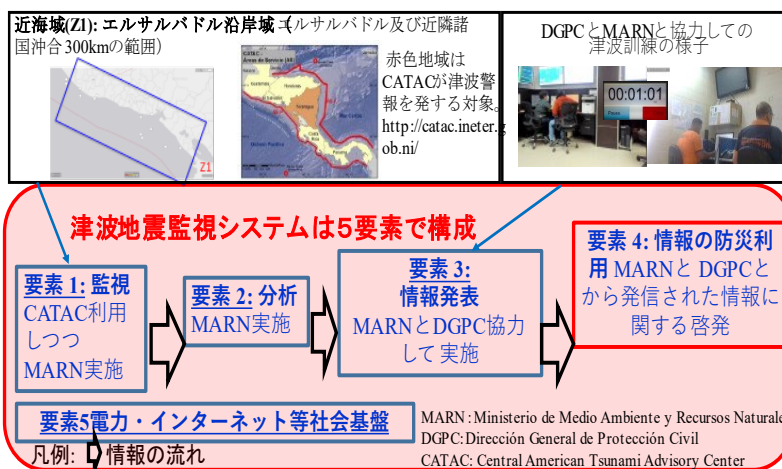 近海域(Z1): エルサルバドル沿岸域 (エルサルバドル及び近隣諸
国沖合 300kmの範囲)
Z1
CATAC
Áreas de Servicio
Honduras
Nicaragua
Costa Rica
Panamá
赤色地域は
CATACが津波警
報を発する対象。
http://catac.ineter.g
ob.ni/
DGPCとMARNと協力しての
津波訓練の様子
00:01:01
津波地震監視システムは５要素で構成
要素 1: 監視
CATAC利用
しつつ
MARN実施
要素 2: 分析
MARN実施
要素 3:
情報発表
MARNとDGPC協力
して 実施
要素 4: 情報の防災利
用 MARNと DGPCと
から発信された情報に
関する啓発
要素5電力・インターネット等社会基盤
凡例: 情報の流れ
MARN : Ministerio de Medio Ambiente y Recursos Naturale
DGPC: Dirección General de Protección Civil
CATAC: Central American Tsunami Advisory Center